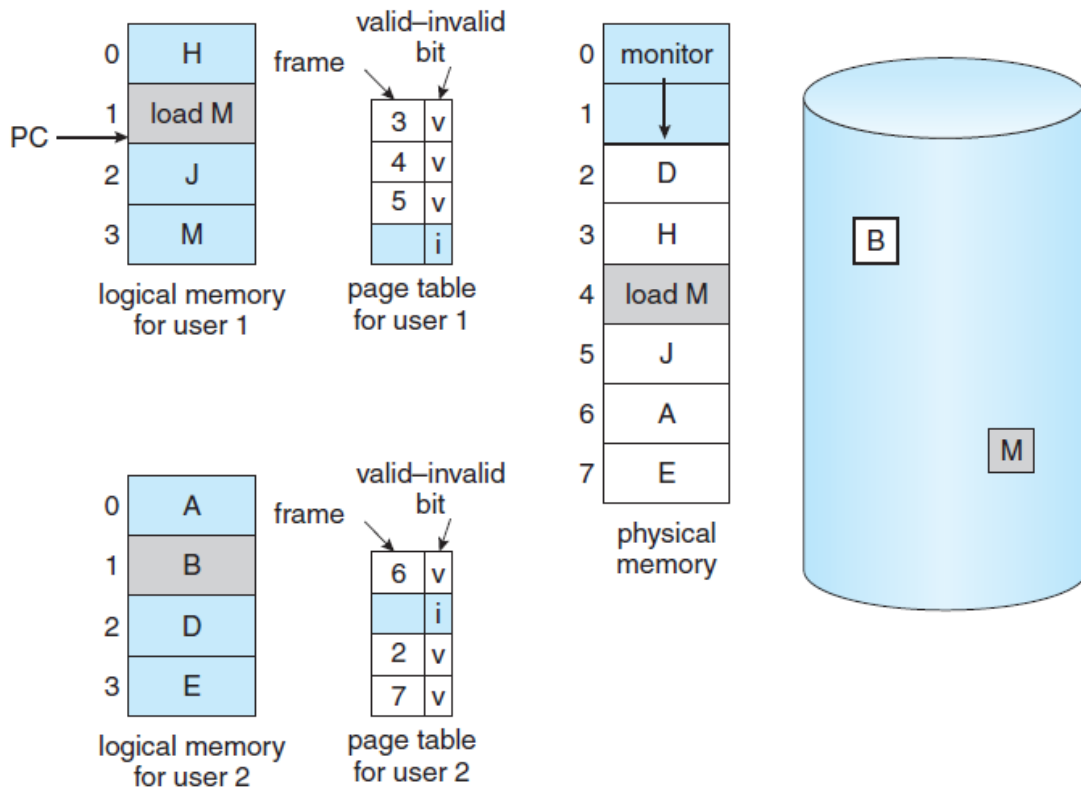 valid–invalid
bit
frame
0 H
1 load M
PC
2 J
3 M
3 v
4 v
5 v
i
logical memory
for user 1
page table
for user 1
0 monitor
1
2 D
3 H
4 load M
5 J
6 A
7 E
physical
memory
B
M
valid–invalid
bit
frame
0 A
1 B
2 D
3 E
6 v
i
2 v
7 v
logical memory
for user 2
page table
for user 2